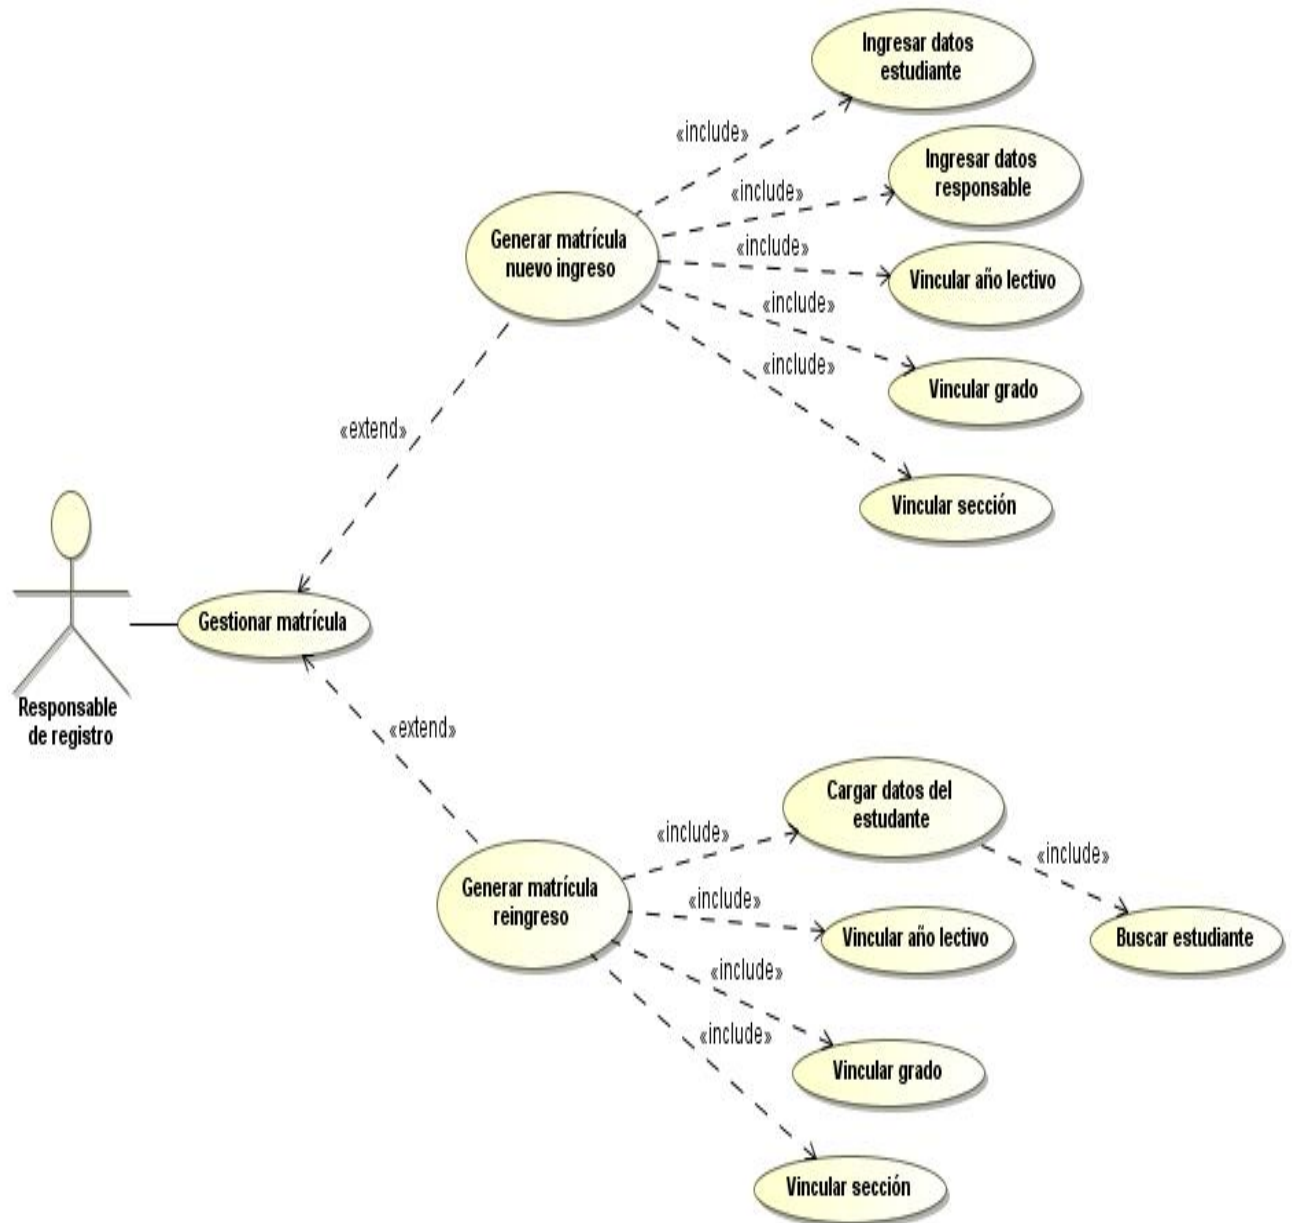 Ingresar datos
estudiante
«include»
Ingresar datos
responsable
«include»
Generar matrícula
nuevo ingreso
«include»
Vincular año lectivo
«include»
«include»
Vincular grado
«extend»
Vincular sección
Gestionar matrícula
Responsable
de registro
«extend»
Cargar datos del
estudante
«include»
«include»
Generar matrícula
reingreso
«include»
Vincular año lectivo
Buscar estudiante
«include»
«include»
Vincular grado
Vincular sección